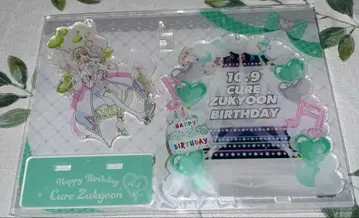 10.9
CURE
ZUKYOON
BIRTHDAY
HAPPY
BIRTHDAY
Happy Birthday
Cure Zukyoon